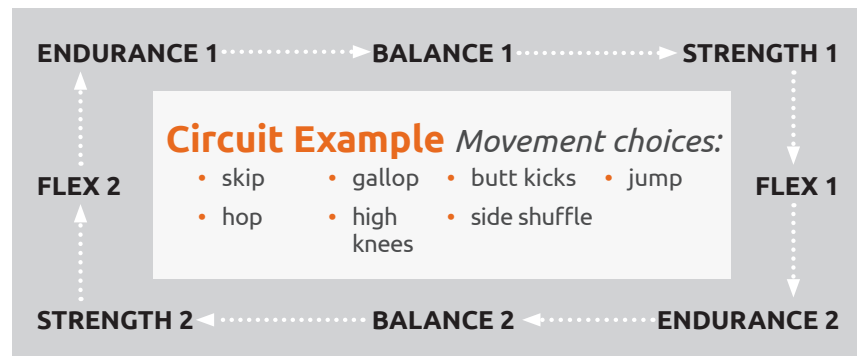 ENDURANCE 1 BALANCE 1 STRENGTH 1
Circuit Example Movement choices:
• skip • gallop • butt kicks • jump
FLEX 2 FLEX 1
• hop • high knees • side shuffle
STRENGTH 2 BALANCE 2 ENDURANCE 2